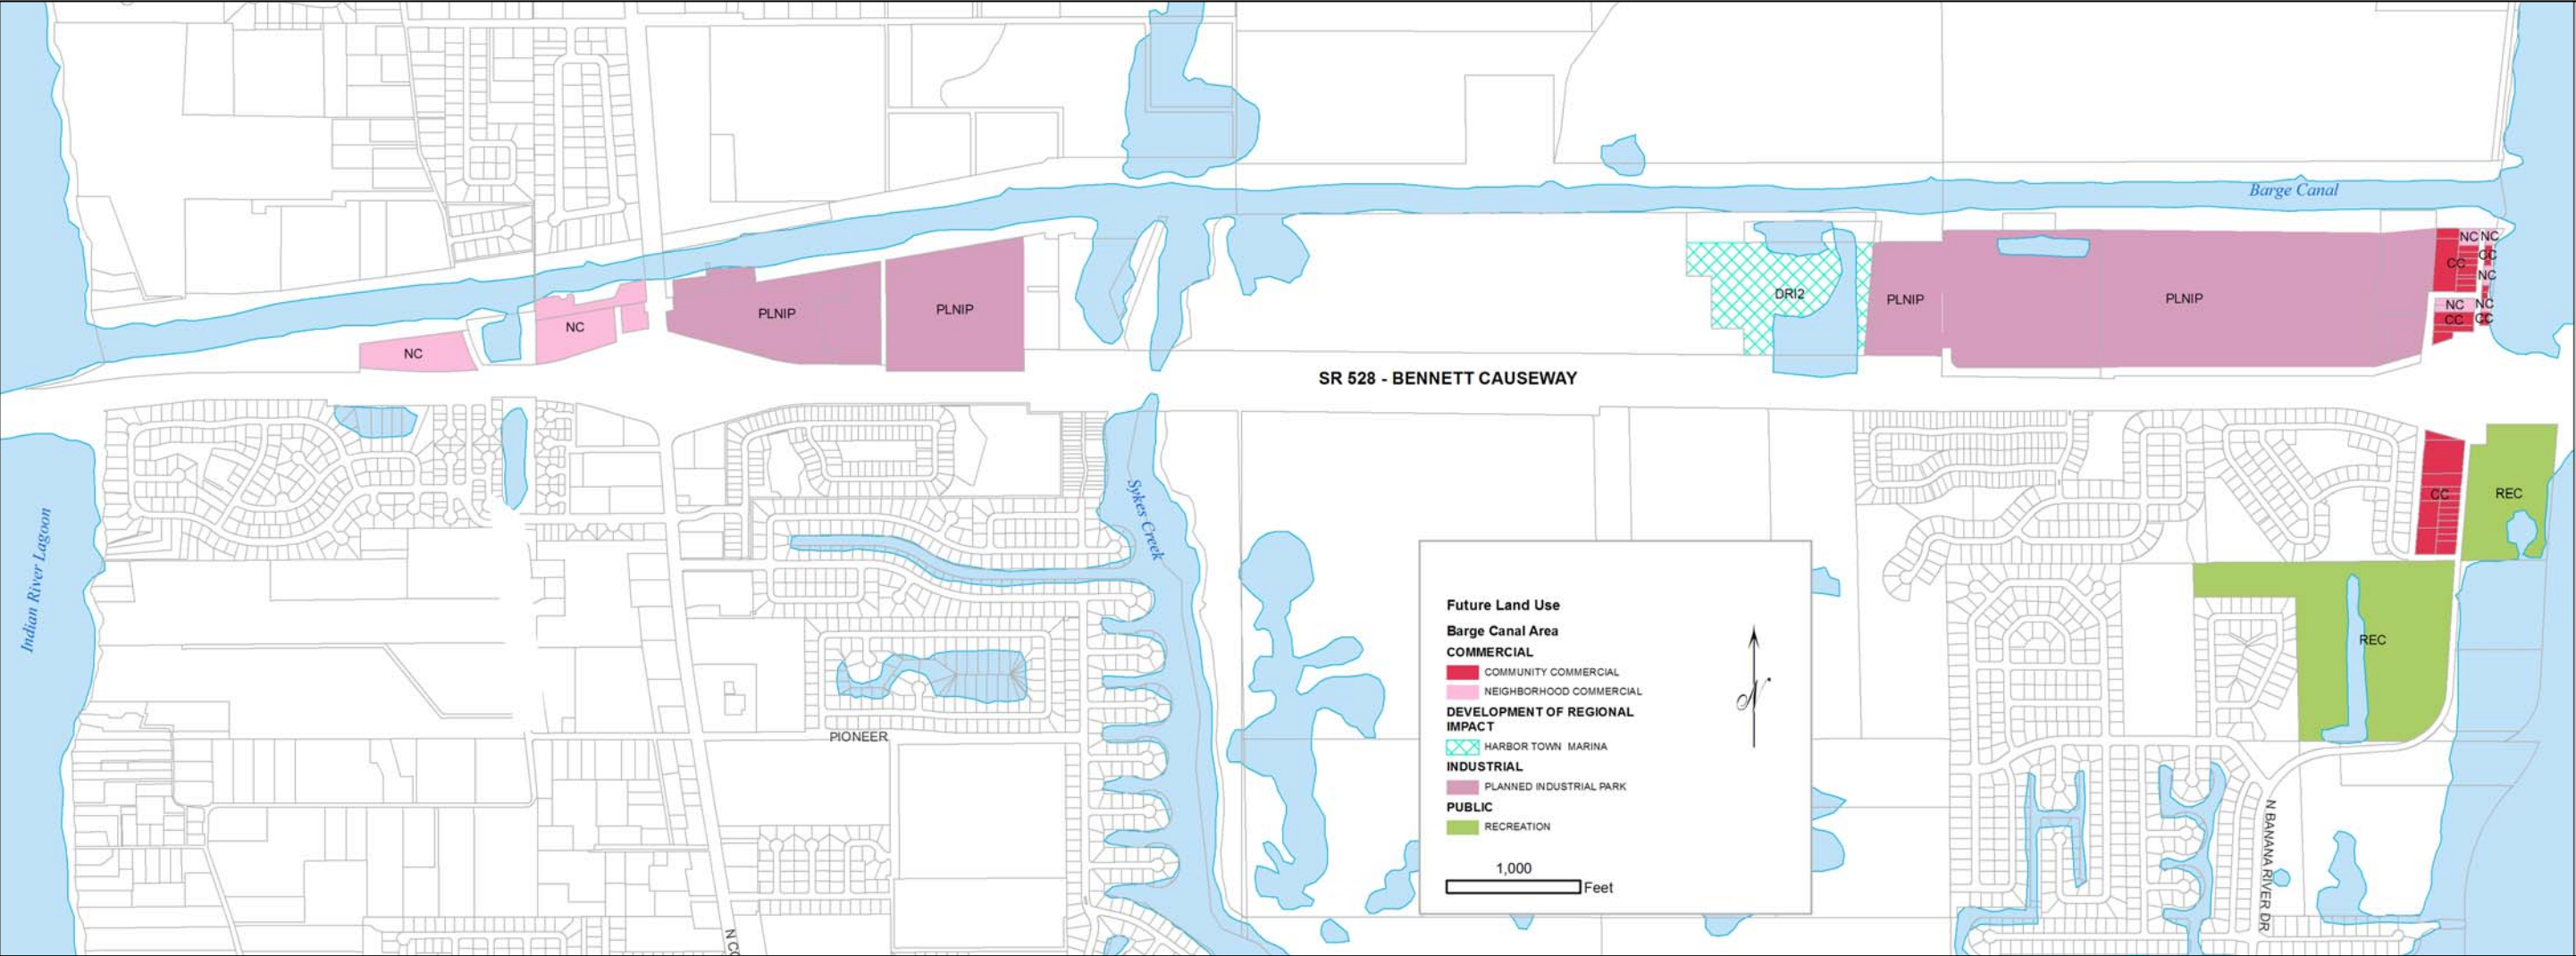 Barge Canal
NC NC
CC
CC
NC
NC NC
CC CC
DRI2
PLNIP
PLNIP
PLNIP
PLNIP
NC
NC
SR 528 - BENNETT CAUSEWAY
Indian River Lagoon
Sykes Creek
CC
REC
REC
PIONEER
N BANANA RIVER DR
N CO
Future Land Use
Barge Canal Area
COMMERCIAL
COMMUNITY COMMERCIAL
NEIGHBORHOOD COMMERCIAL
DEVELOPMENT OF REGIONAL
IMPACT
HARBOR TOWN MARINA
INDUSTRIAL
PLANNED INDUSTRIAL PARK
PUBLIC
RECREATION
N
1,000
Feet